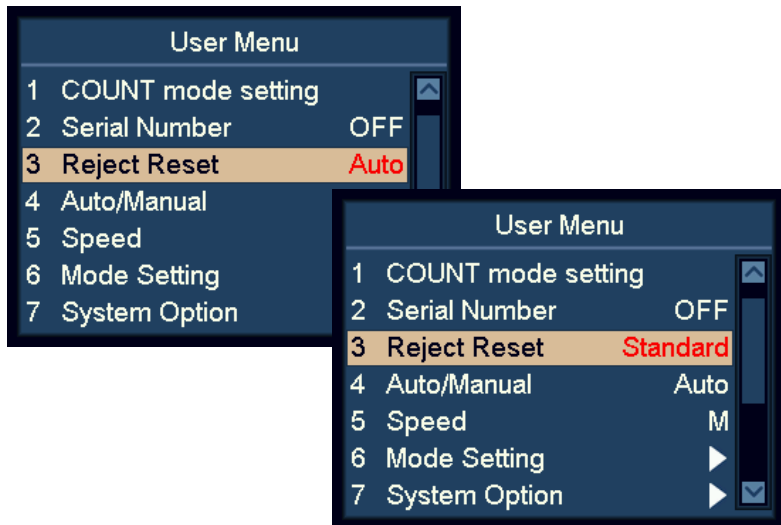 User Menu
1 COUNT mode setting
2 Serial Number OFF
3 Reject Reset Auto
4 Auto/Manual
5 Speed
6 Mode Setting
7 System Option
User Menu
1 COUNT mode setting
2 Serial Number OFF
3 Reject Reset Standard
4 Auto/Manual Auto
5 Speed M
6 Mode Setting
7 System Option